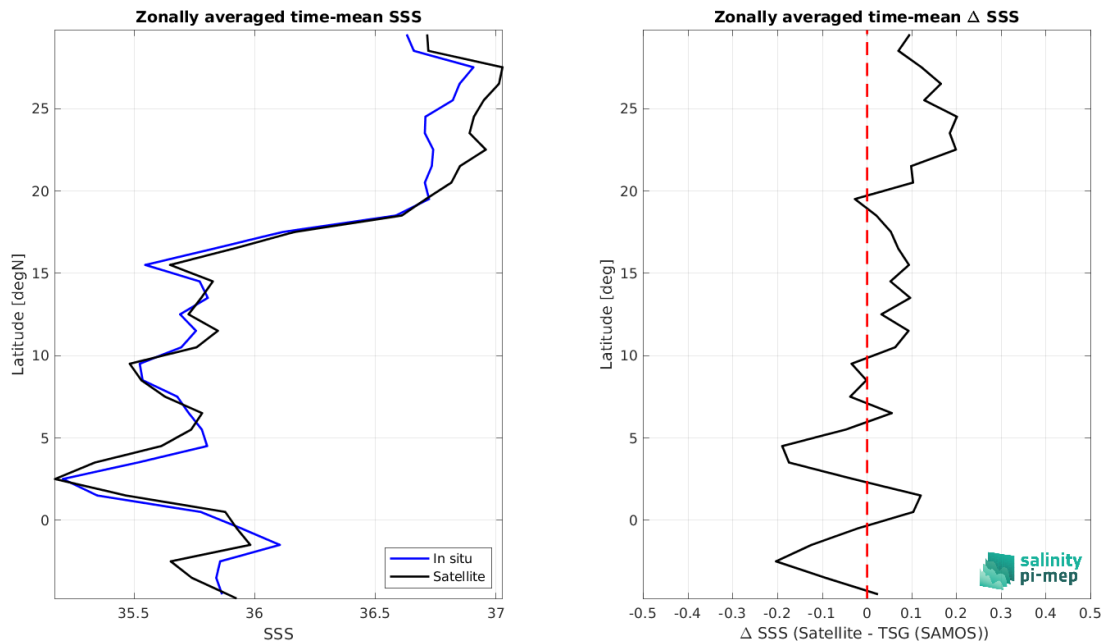 Zonally averaged time-mean SSS
25
20
15
10
5
0
Latitude [degN]
35.5
36
36.5
37
SSS
In situ
Satellite
Zonally averaged time-mean Δ SSS
25
20
15
10
5
0
Latitude [deg]
-0.5
-0.4
-0.3
-0.2
-0.1
0
0.1
0.2
0.3
0.4
0.5
Δ SSS (Satellite - TSG (SAMOS))
salinity
pi-mep